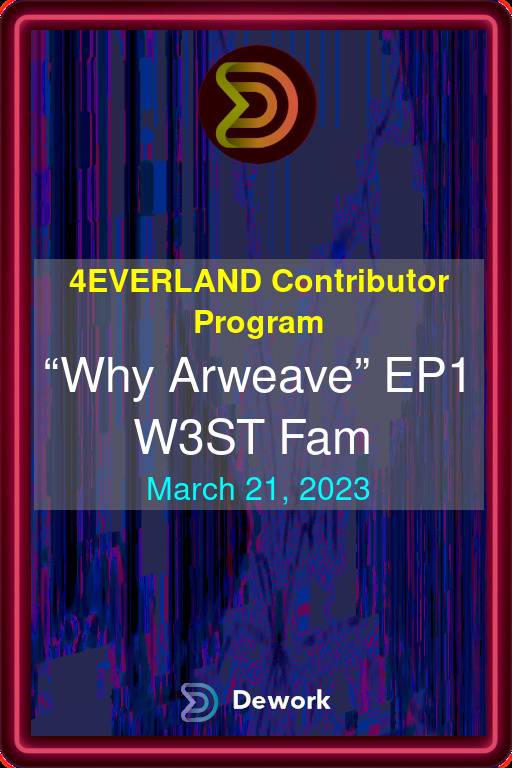 4EVERLAND Contributor
Program
“Why Arweave” EP1
W3ST Fam
March 21, 2023
Dework